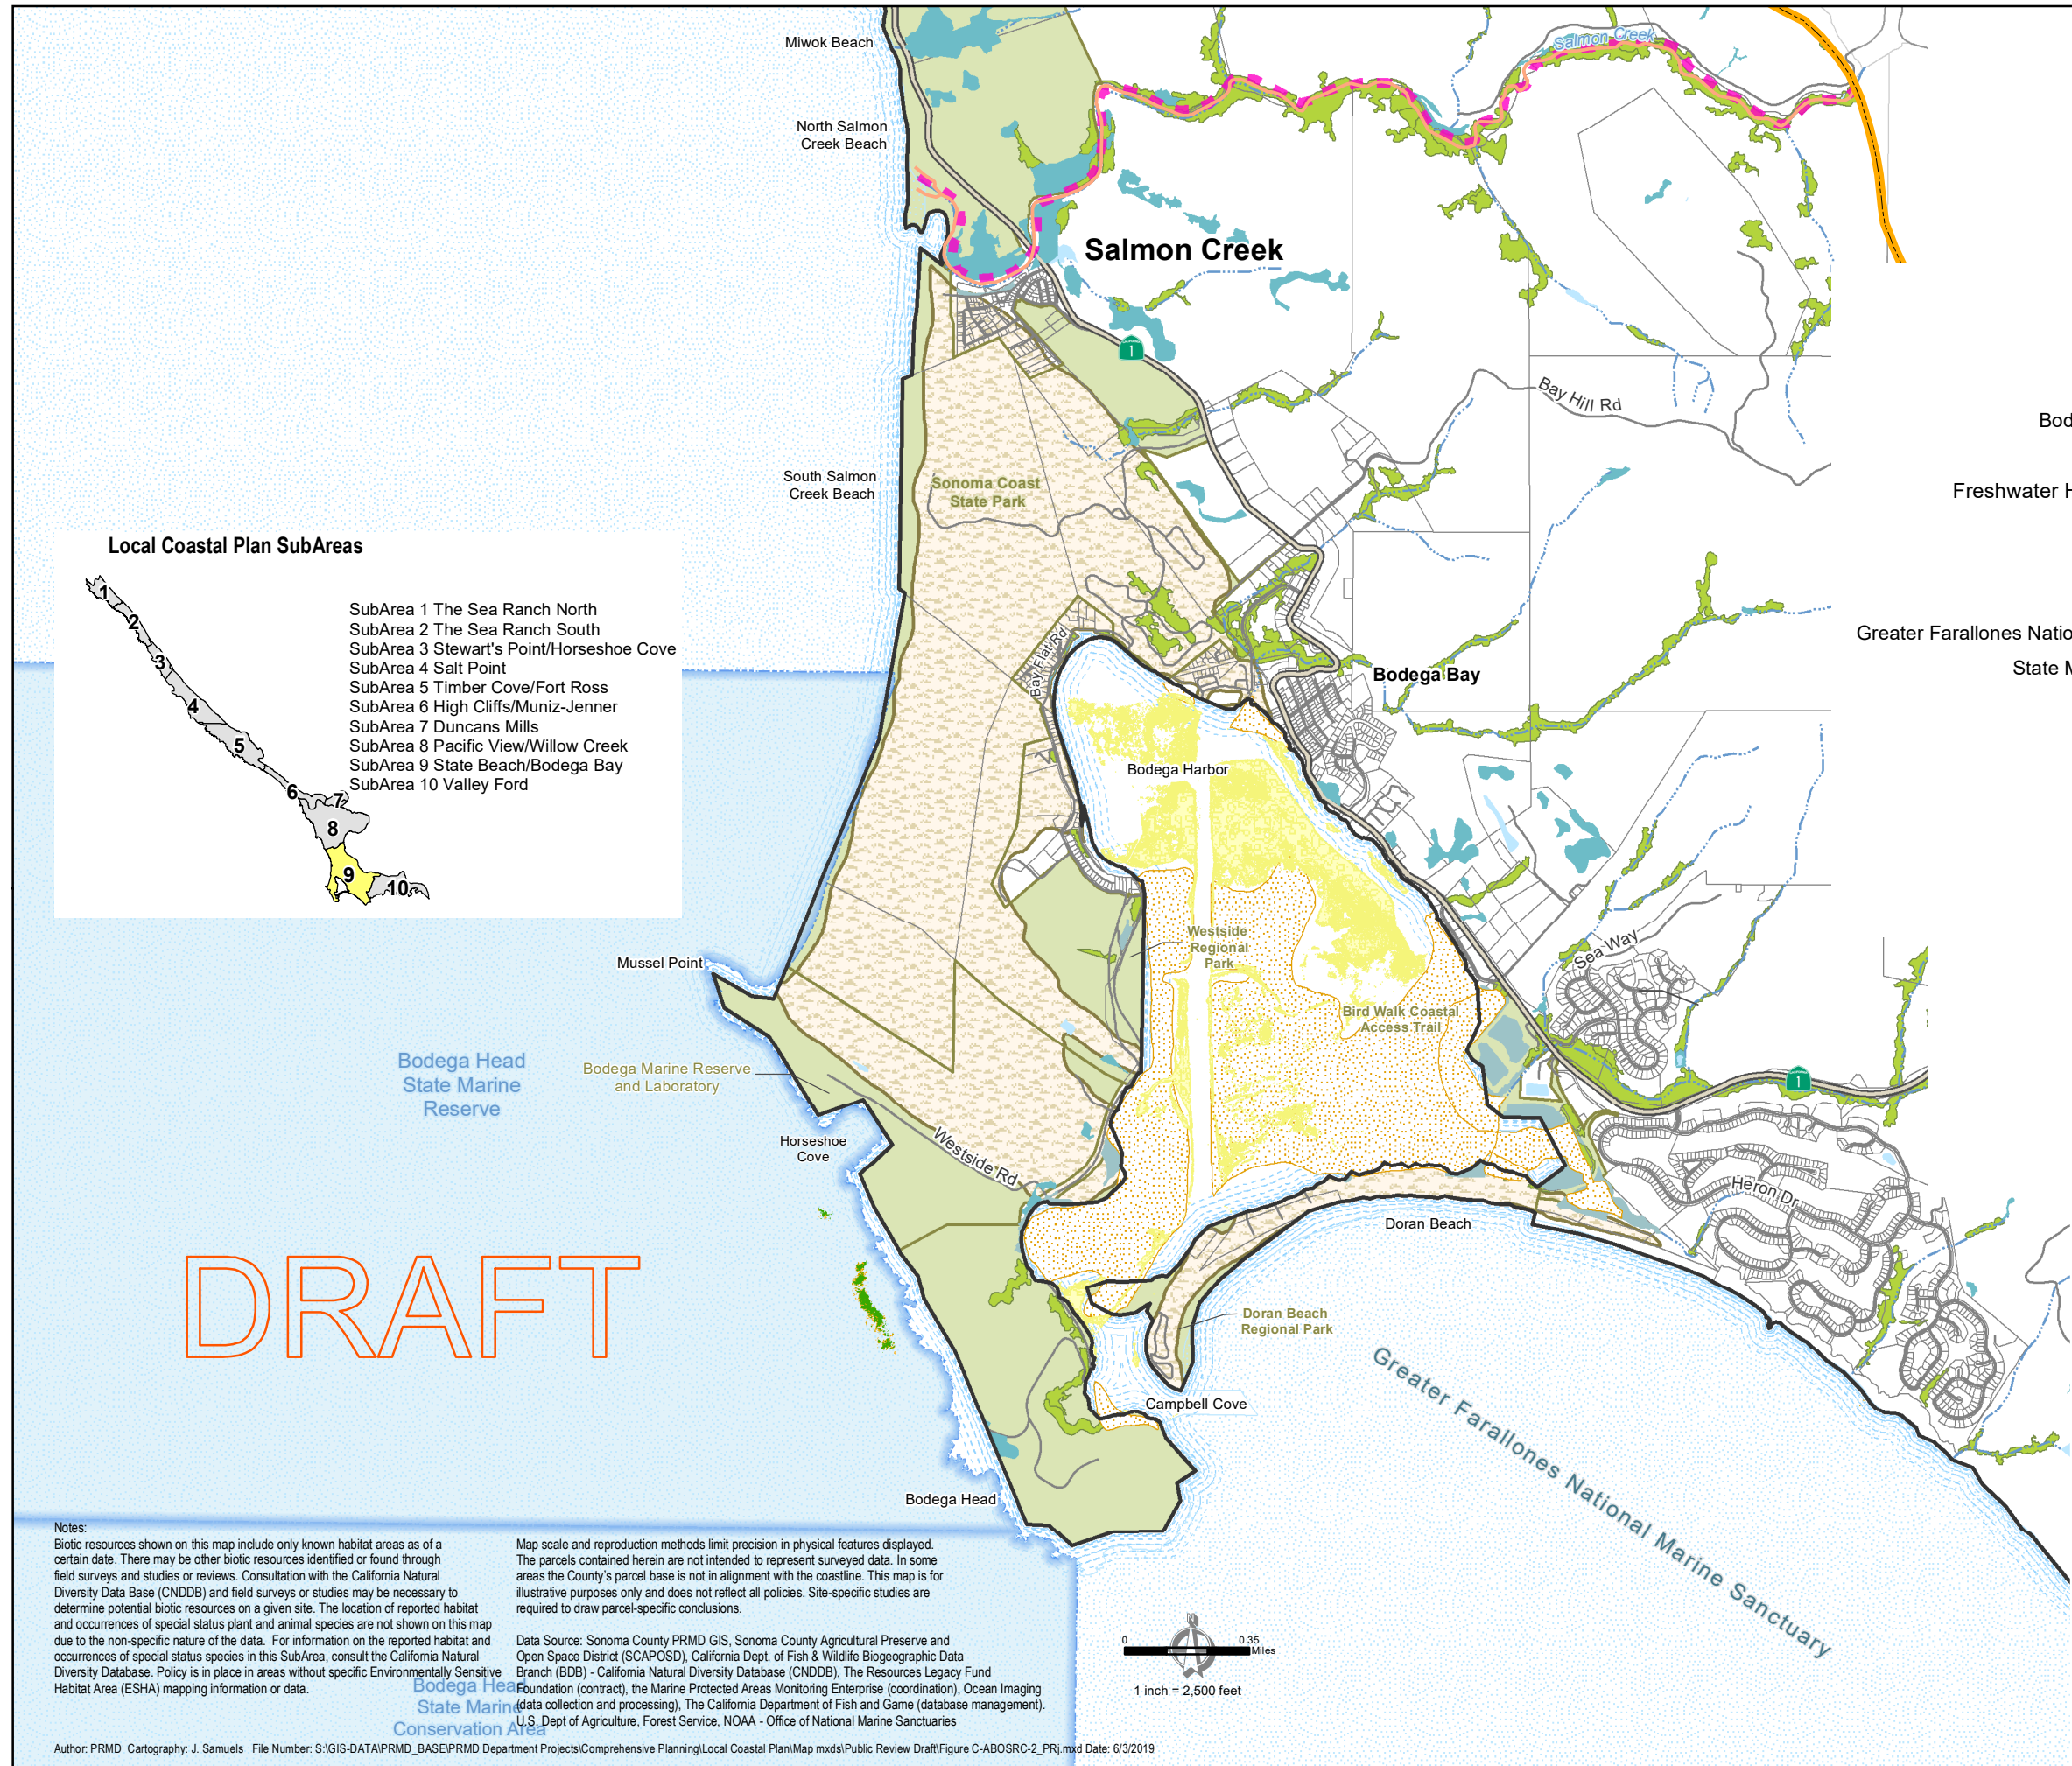 Miwok Beach
North Salmon
Creek Beach
Salmon Creek
Salmon Creek
1
Bay Hill Rd
Bod
Freshwater H
Greater Farallones Natio
State M
South Salmon
Creek Beach
Sonoma Coast
State Park
Local Coastal Plan SubAreas
1
2
3
4
5
6
7
8
9
10
SubArea 1 The Sea Ranch North
SubArea 2 The Sea Ranch South
SubArea 3 Stewart's Point/Horseshoe Cove
SubArea 4 Salt Point
SubArea 5 Timber Cove/Fort Ross
SubArea 6 High Cliffs/Muniz-Jenner
SubArea 7 Duncans Mills
SubArea 8 Pacific View/Willow Creek
SubArea 9 State Beach/Bodega Bay
SubArea 10 Valley Ford
Bay Flat Rd
Bodega Bay
Bodega Harbor
Mussel Point
Westside
Regional
Park
Sea Way
Bird Walk Coastal
Access Trail
Bodega Head
State Marine
Reserve
Bodega Marine Reserve
and Laboratory
1
Horseshoe
Cove
Westside Rd
Heron Dr
Doran Beach
DRAFT
Doran Beach
Regional Park
Campbell Cove
Greater Farallones National Marine Sanctuary
Bodega Head
Notes:
Biotic resources shown on this map include only known habitat areas as of a
certain date. There may be other biotic resources identified or found through
field surveys and studies or reviews. Consultation with the California Natural
Diversity Data Base (CNDDB) and field surveys or studies may be necessary to
determine potential biotic resources on a given site. The location of reported habitat
and occurrences of special status plant and animal species are not shown on this map
due to the non-specific nature of the data. For information on the reported habitat and
occurrences of special status species in this SubArea, consult the California Natural
Diversity Database. Policy is in place in areas without specific Environmentally Sensitive
Habitat Area (ESHA) mapping information or data.
Map scale and reproduction methods limit precision in physical features displayed.
The parcels contained herein are not intended to represent surveyed data. In some
areas the County's parcel base is not in alignment with the coastline. This map is for
illustrative purposes only and does not reflect all policies. Site-specific studies are
required to draw parcel-specific conclusions.
Data Source: Sonoma County PRMD GIS, Sonoma County Agricultural Preserve and
Open Space District (SCAPOSD), California Dept. of Fish & Wildlife Biogeographic Data
Branch (BDB) - California Natural Diversity Database (CNDDB), The Resources Legacy Fund
Foundation (contract), the Marine Protected Areas Monitoring Enterprise (coordination), Ocean Imaging
(data collection and processing), The California Department of Fish and Game (database management).
U.S. Dept of Agriculture, Forest Service, NOAA - Office of National Marine Sanctuaries
Bodega Head
State Marine
Conservation Area
N
0 0.35
Miles
1 inch = 2,500 feet
Author: PRMD Cartography: J. Samuels File Number: S:\GIS-DATA\PRMD_BASE\PRMD Department Projects\Comprehensive Planning\Local Coastal Plan\Map mxds\Public Review Draft\Figure C-ABOSRC-2_PRj.mxd Date: 6/3/2019